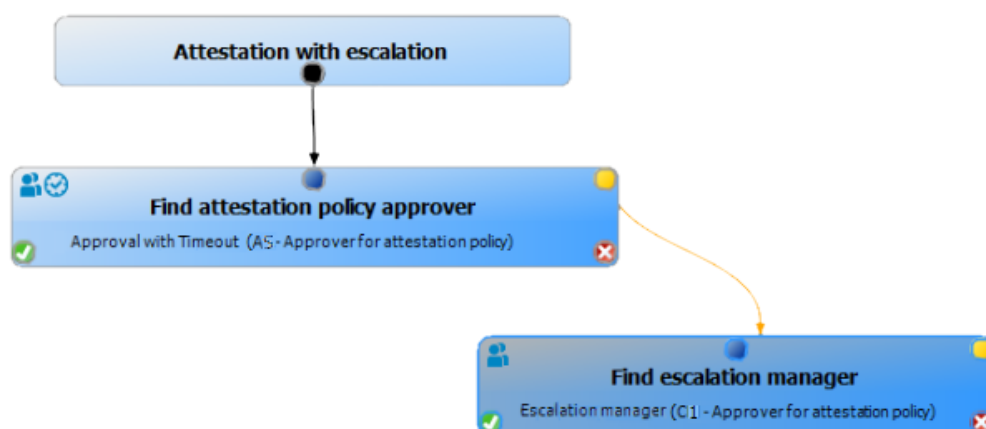 Attestation with escalation
Find attestation policy approver
Approval with Timeout (AS - Approver for attestation policy)
Find escalation manager
Escalation manager (C1 - Approver for attestation policy)